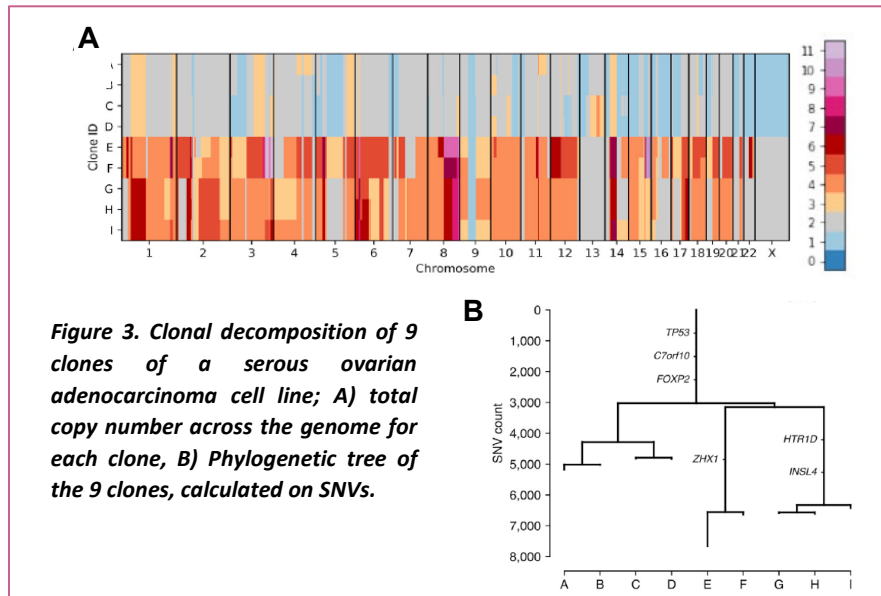 A
Clone ID
C
D
E
F
G
H
I
1 2 3 4 5 6 7 8 9 10 11 12 13 14 15 16 17 18 19 20 21 22 X
Chromosome
11
10
9
8
7
6
5
4
3
2
1
0
Figure 3. Clonal decomposition of 9
clones of a serous ovarian
adenocarcinoma cell line; A) total
copy number across the genome for
each clone, B) Phylogenetic tree of
the 9 clones, calculated on SNVs.
B
SNV count
0
1,000
2,000
3,000
4,000
5,000
6,000
7,000
8,000
TP53
C7orf10
FOXP2
ZHX1
HTR1D
INSL4
A B C D E F G H I